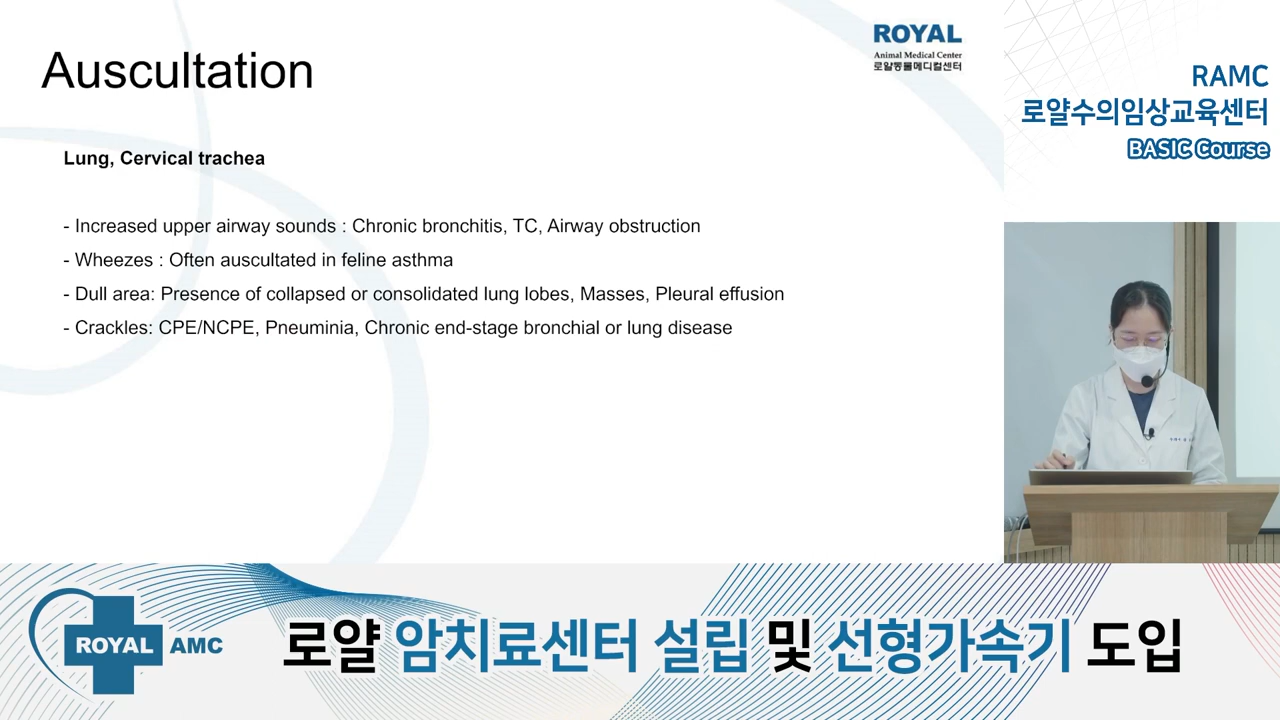 Auscultation
ROYAL
Animal Medical Center
로얄동물메디컬센터
RAMC
로얄수의임상교육센터
BASIC Course
Lung, Cervical trachea
- Increased upper airway sounds : Chronic bronchitis, TC, Airway obstruction
- Wheezes : Often auscultated in feline asthma
- Dull area: Presence of collapsed or consolidated lung lobes, Masses, Pleural effusion
- Crackles: CPE/NCPE, Pneuminia, Chronic end-stage bronchial or lung disease
ROYAL AMC
로얄 암치료센터 설립 및 선형가속기 도입